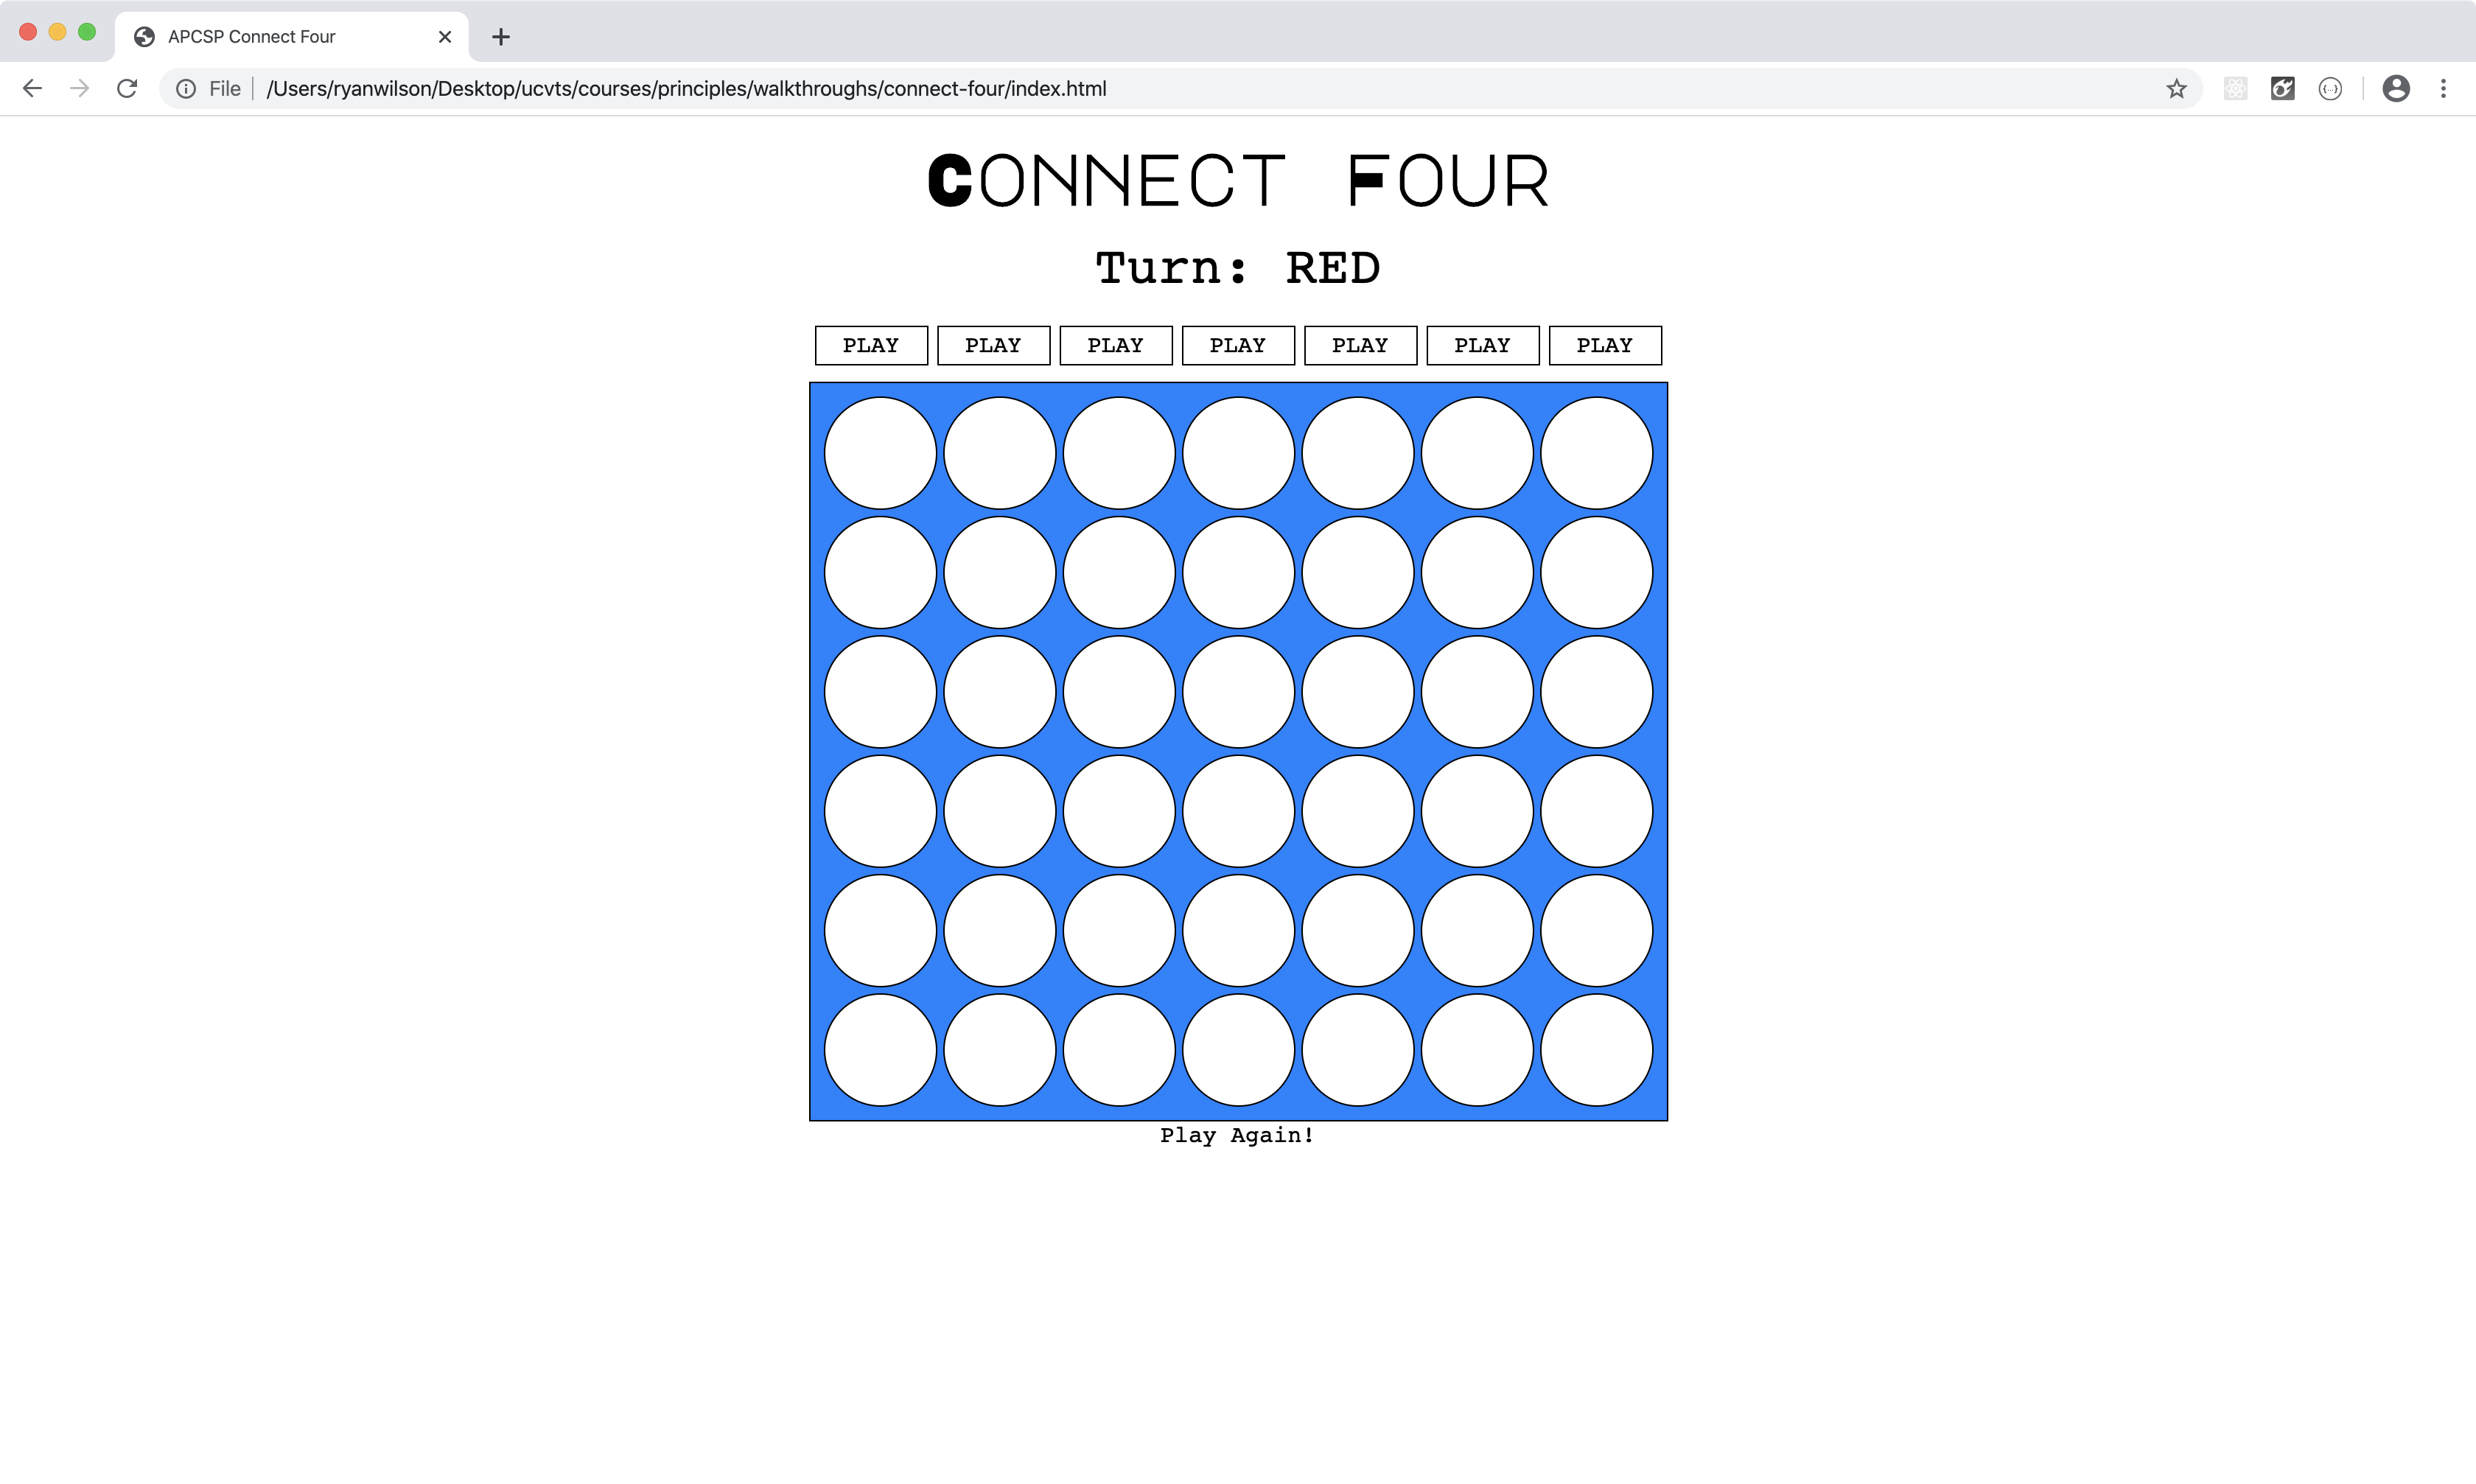 APCSP Connect Four
File /Users/ryanwilson/Desktop/ucvts/courses/principles/walkthroughs/connect-four/index.html
{...}
CONNECT FOUR
Turn: RED
PLAY PLAY PLAY PLAY PLAY PLAY PLAY
Play Again!